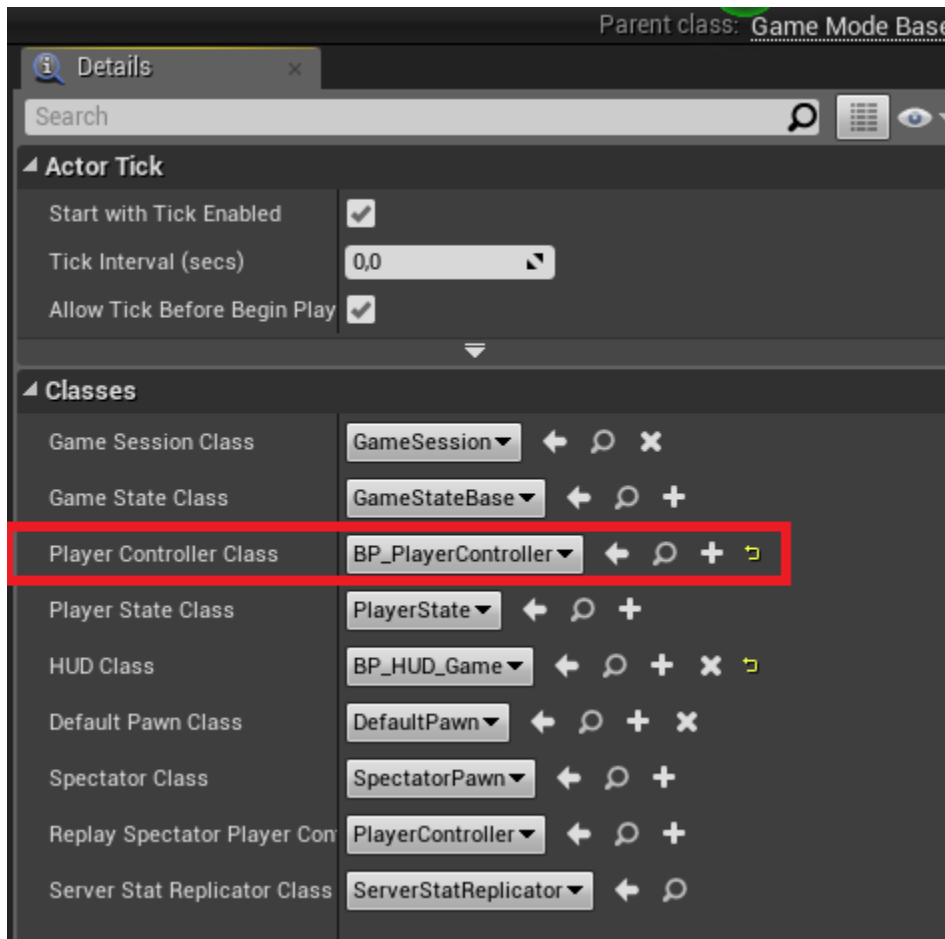 Parent class: Game Mode Base
Details
Search
Actor Tick
Start with Tick Enabled
Tick Interval (secs) 0,0
Allow Tick Before Begin Play
Classes
Game Session Class GameSession
Game State Class GameStateBase
Player Controller Class BP_PlayerController
Player State Class PlayerState
HUD Class BP_HUD_Game
Default Pawn Class DefaultPawn
Spectator Class SpectatorPawn
Replay Spectator Player Con PlayerController
Server Stat Replicator Class ServerStatReplicator